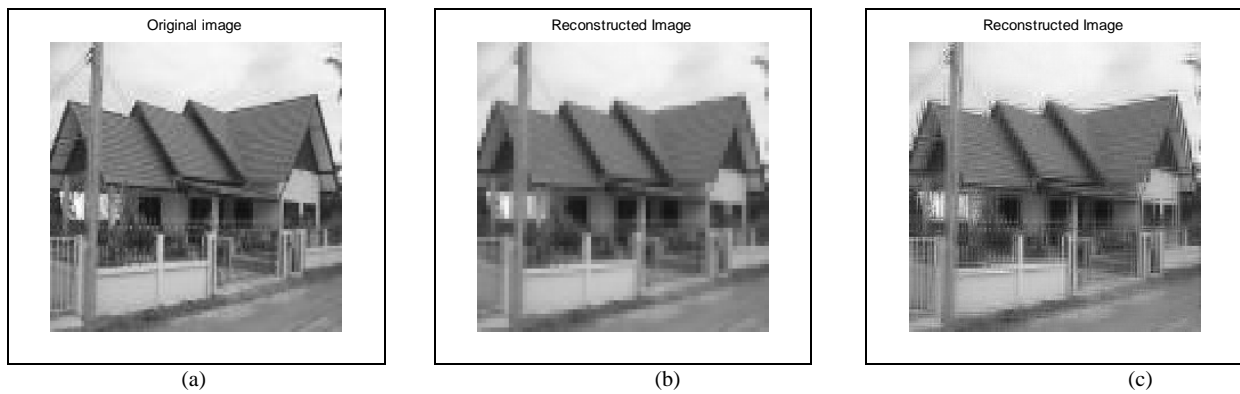 Original image
Reconstructed Image
Reconstructed Image
(a)
(b)
(c)